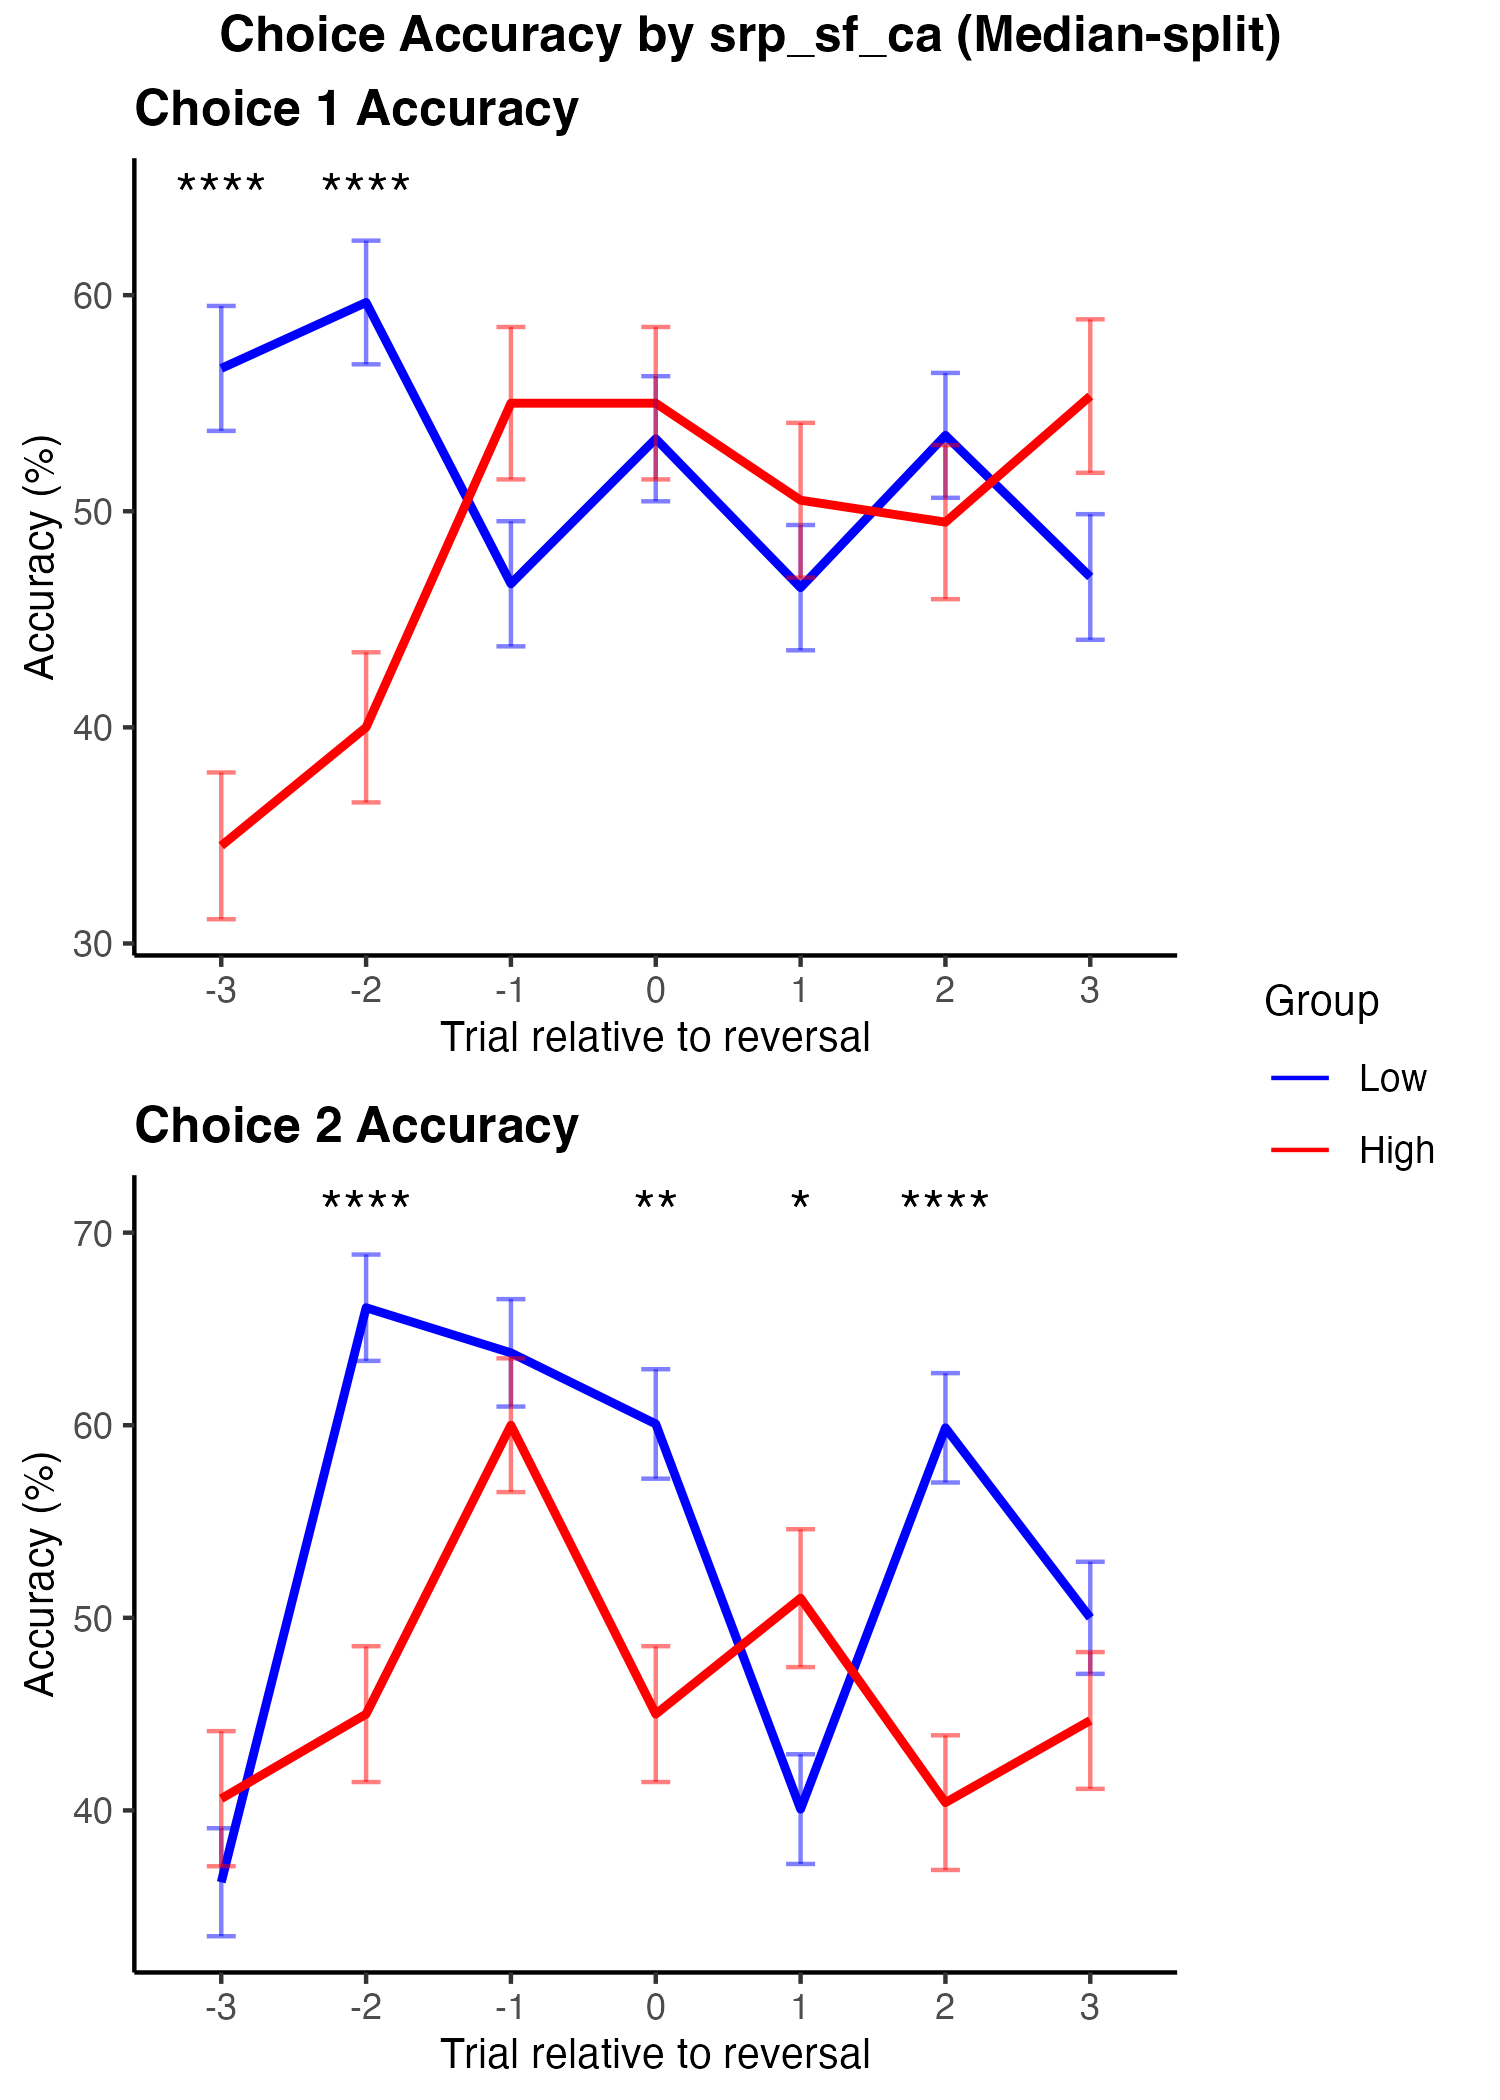 Choice Accuracy by srp_sf_ca (Median-split)
Choice 1 Accuracy
**** ****
60
50
40
30
Accuracy (%)
-3 -2 -1 0 1 2 3
Trial relative to reversal
Group
Low
High
Choice 2 Accuracy
**** ** * ****
70
60
50
40
Accuracy (%)
-3 -2 -1 0 1 2 3
Trial relative to reversal